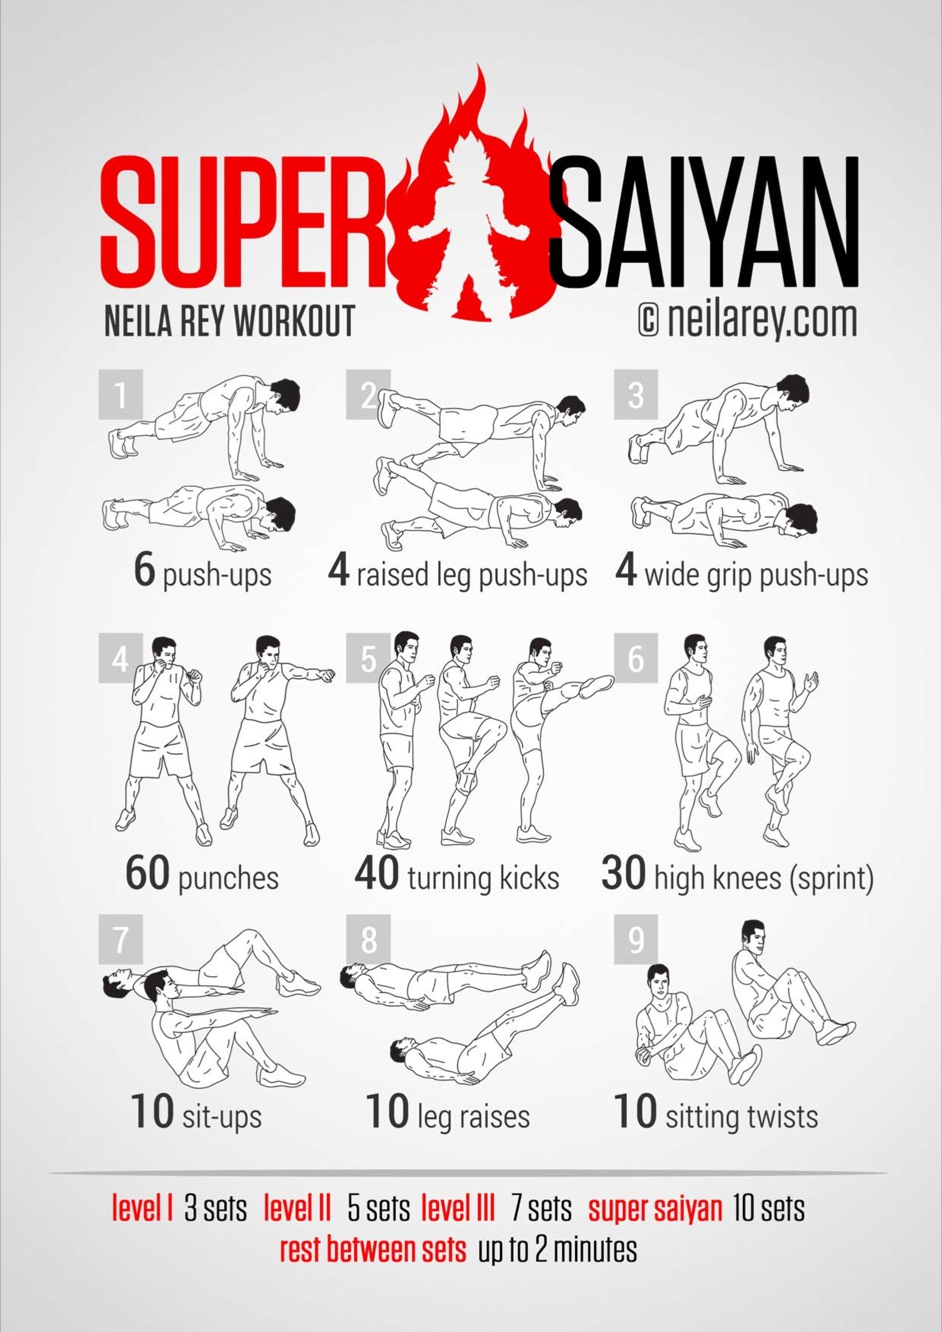 SUPER SAIYAN
NEILA REY WORKOUT © neilarey.com
1 2 3
6 push-ups 4 raised leg push-ups 4 wide grip push-ups
4 5 6
60 punches 40 turning kicks 30 high knees (sprint)
7 8 9
10 sit-ups 10 leg raises 10 sitting twists
level I 3 sets level II 5 sets level III 7 sets super saiyan 10 sets
rest between sets up to 2 minutes